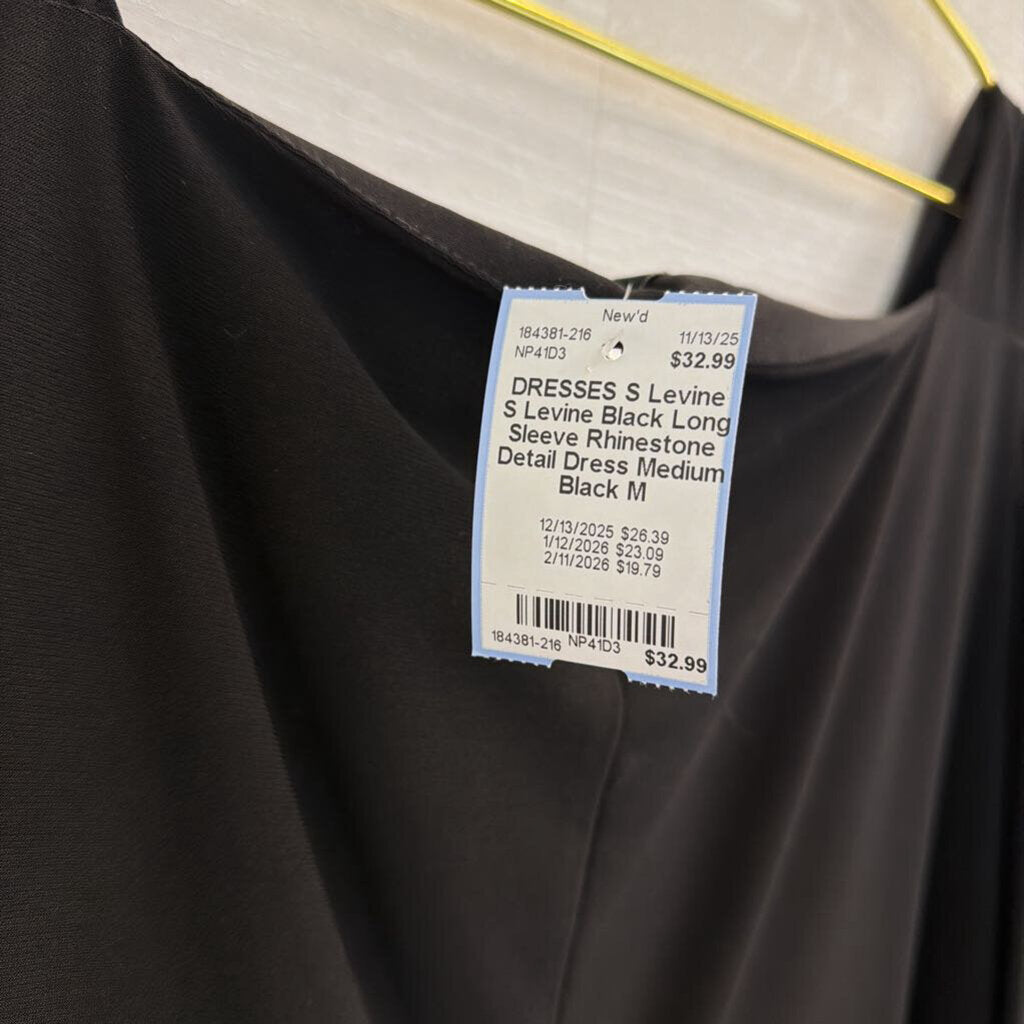 New'd
184381-216 11/13/25
NP41D3 $32.99
DRESSES S Levine
S Levine Black Long
Sleeve Rhinestone
Detail Dress Medium
Black M
12/13/2025 $26.39
1/12/2026 $23.09
2/11/2026 $19.79
184381-216 NP41D3 $32.99